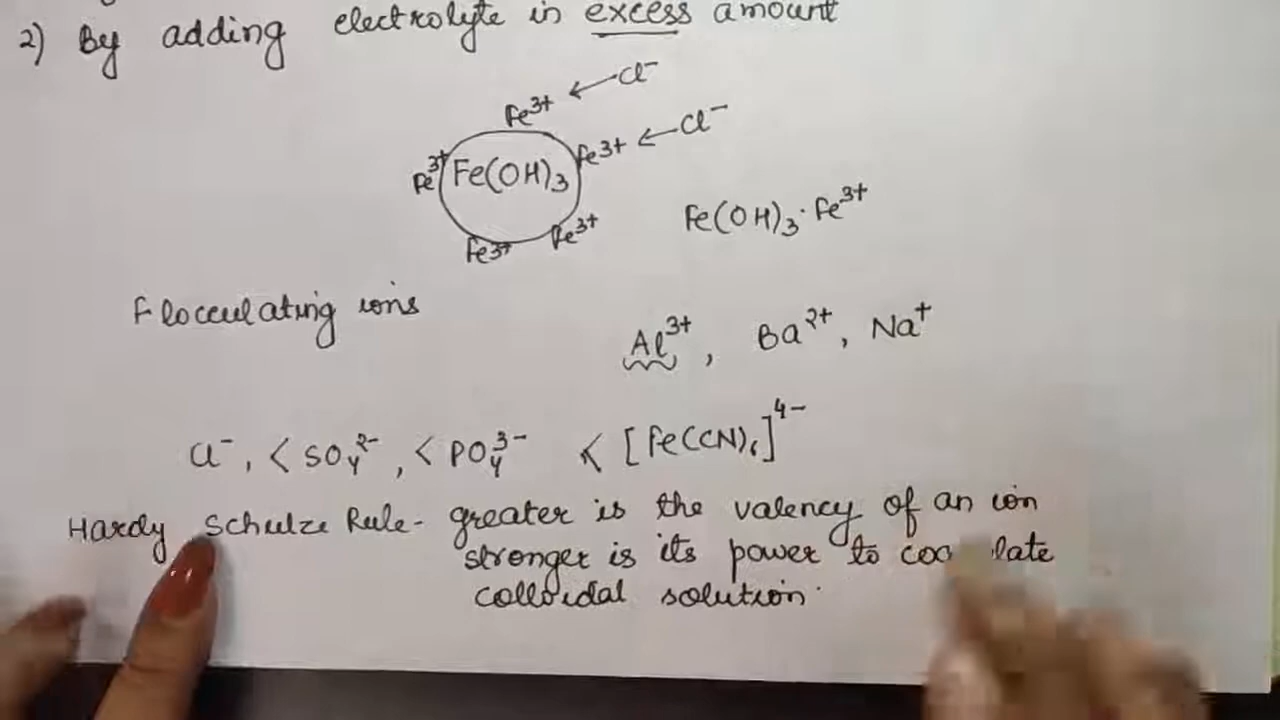 2) By adding electrolyte in excess amount
Fe³⁺ ← Cl⁻
Fe³⁺ ← Cl⁻
Fe³⁺ Fe(OH)₃
Fe³⁺ Fe³⁺
Fe(OH)₃·Fe³⁺
Flocculating ions
Al³⁺, Ba²⁺, Na⁺
Cl⁻, < SO₄²⁻, < PO₄³⁻ < [Fe(CN)₆]⁴⁻
Hardy Schulze Rule- greater is the valency of an ion
stronger is its power to
colloidal solution.